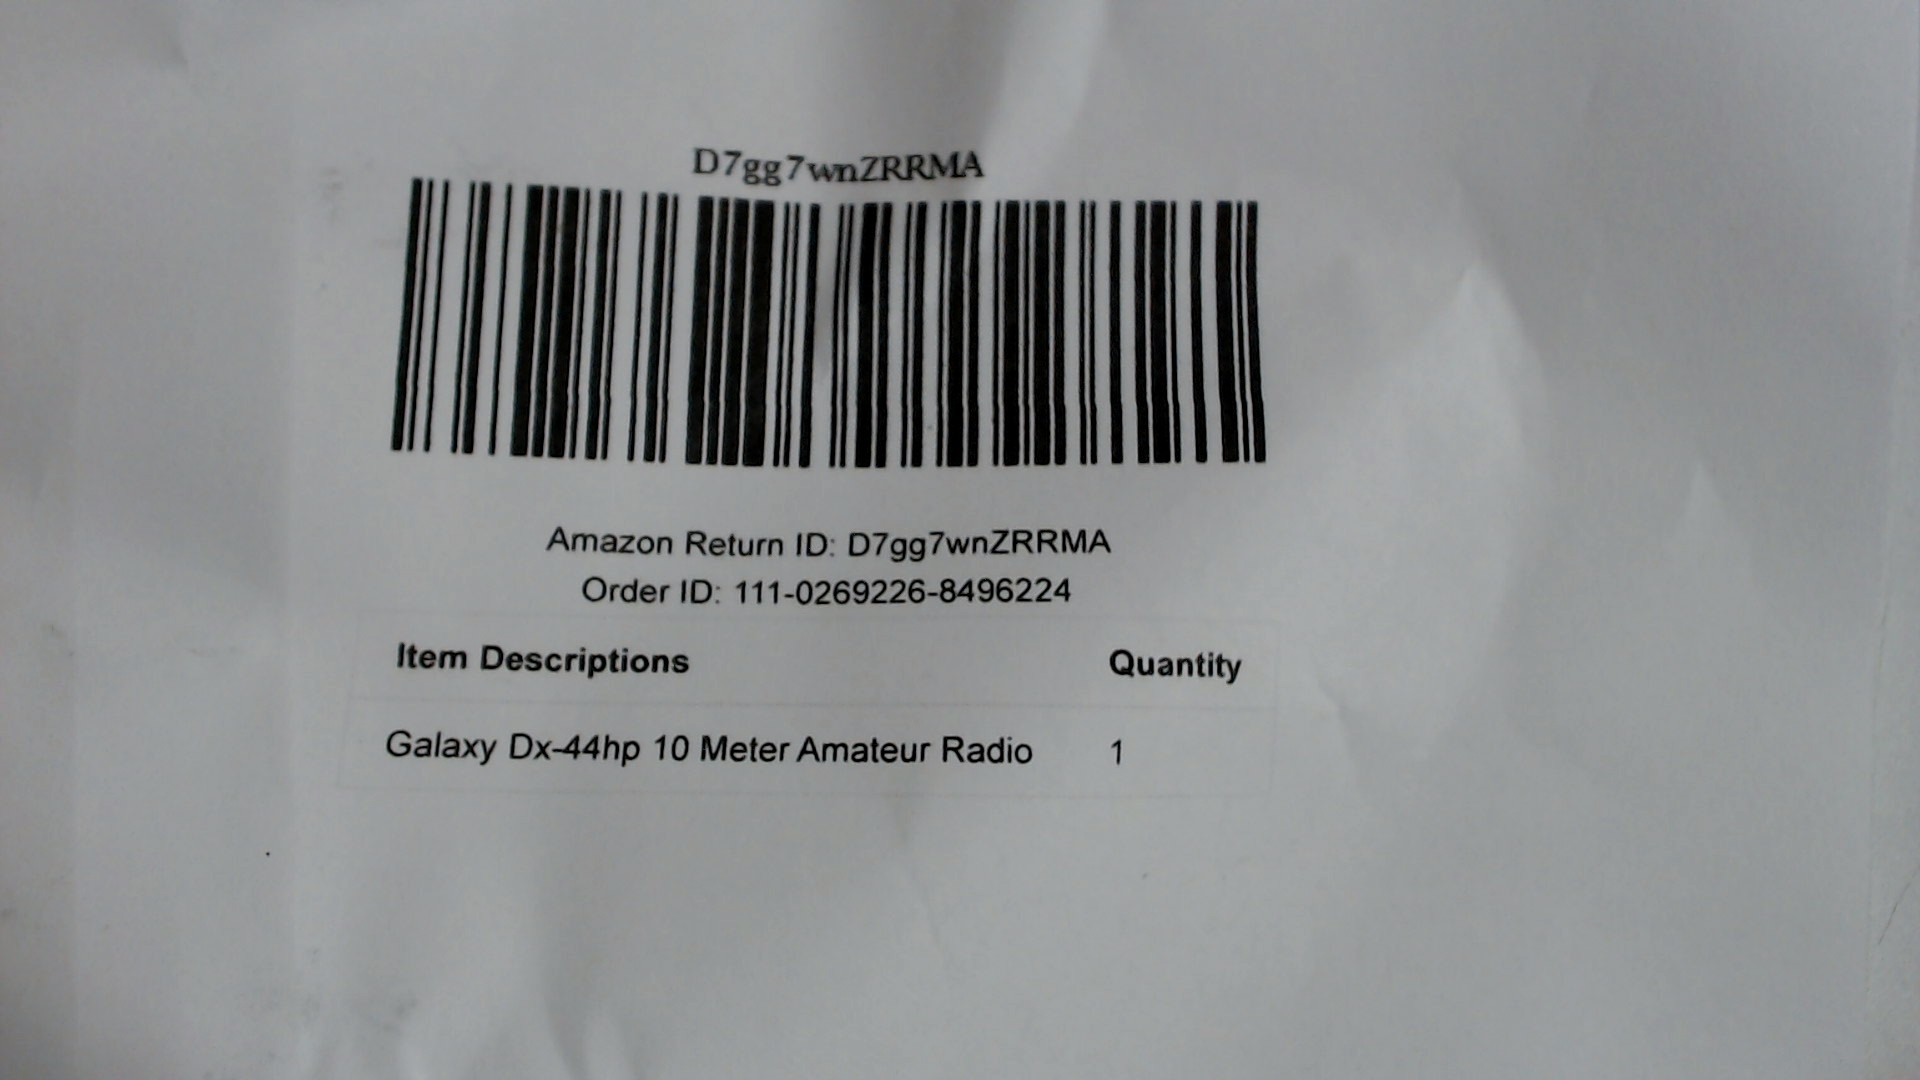 D7gg7wnZRRMA
Amazon Return ID: D7gg7wnZRRMA
Order ID: 111-0269226-8496224
Item Descriptions Quantity
Galaxy Dx-44hp 10 Meter Amateur Radio 1